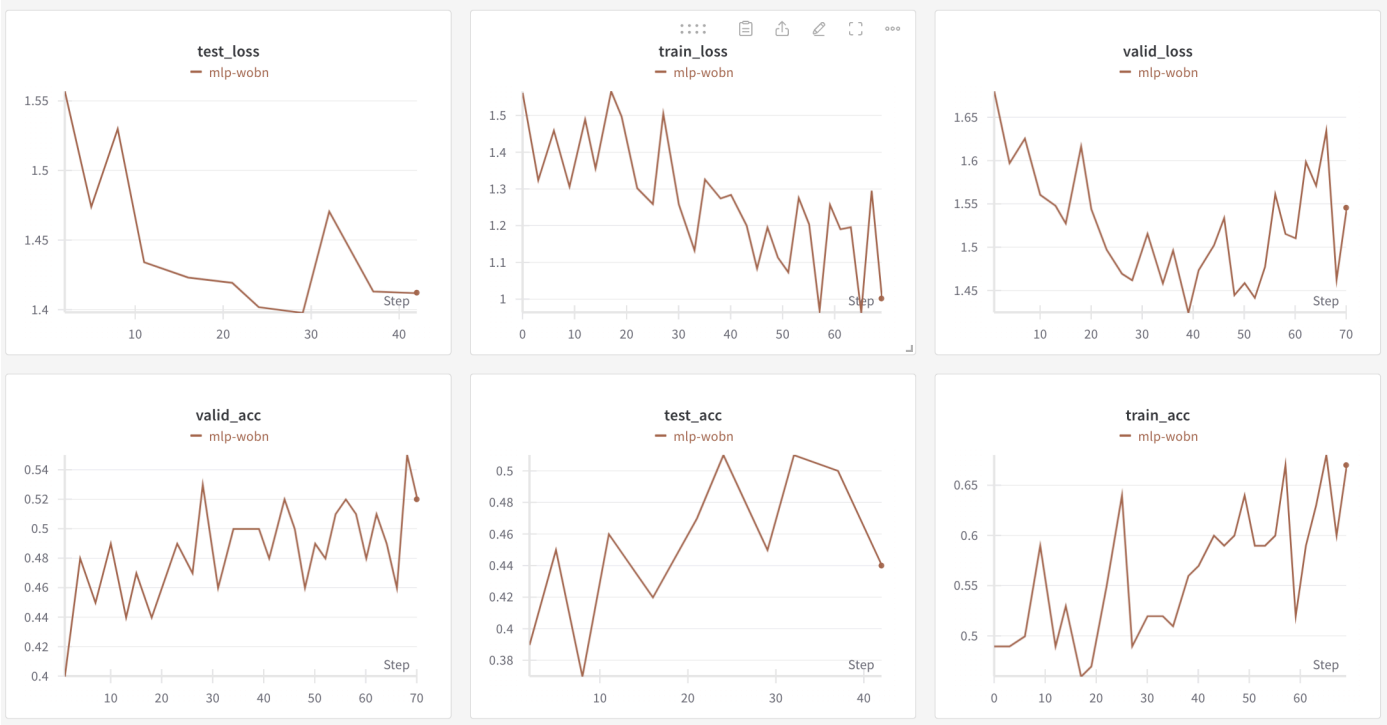 test_loss
mlp-wobn
1.55
1.5
1.45
1.4
Step
10 20 30 40
train_loss
mlp-wobn
1.5
1.4
1.3
1.2
1.1
1
Step
0 10 20 30 40 50 60
valid_loss
mlp-wobn
1.65
1.6
1.55
1.5
1.45
Step
10 20 30 40 50 60 70
valid_acc
mlp-wobn
0.54
0.52
0.5
0.48
0.46
0.44
0.42
0.4
Step
10 20 30 40 50 60 70
test_acc
mlp-wobn
0.5
0.48
0.46
0.44
0.42
0.4
0.38
Step
10 20 30 40
train_acc
mlp-wobn
0.65
0.6
0.55
0.5
Step
0 10 20 30 40 50 60